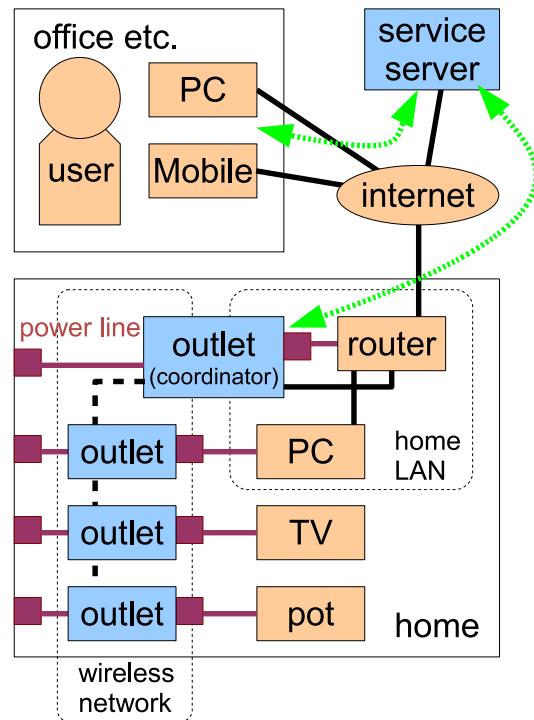 office etc.
service
server
PC
user
Mobile
internet
power line
outlet
(coordinator)
router
outlet
PC
home
LAN
outlet
TV
outlet
pot
home
wireless
network